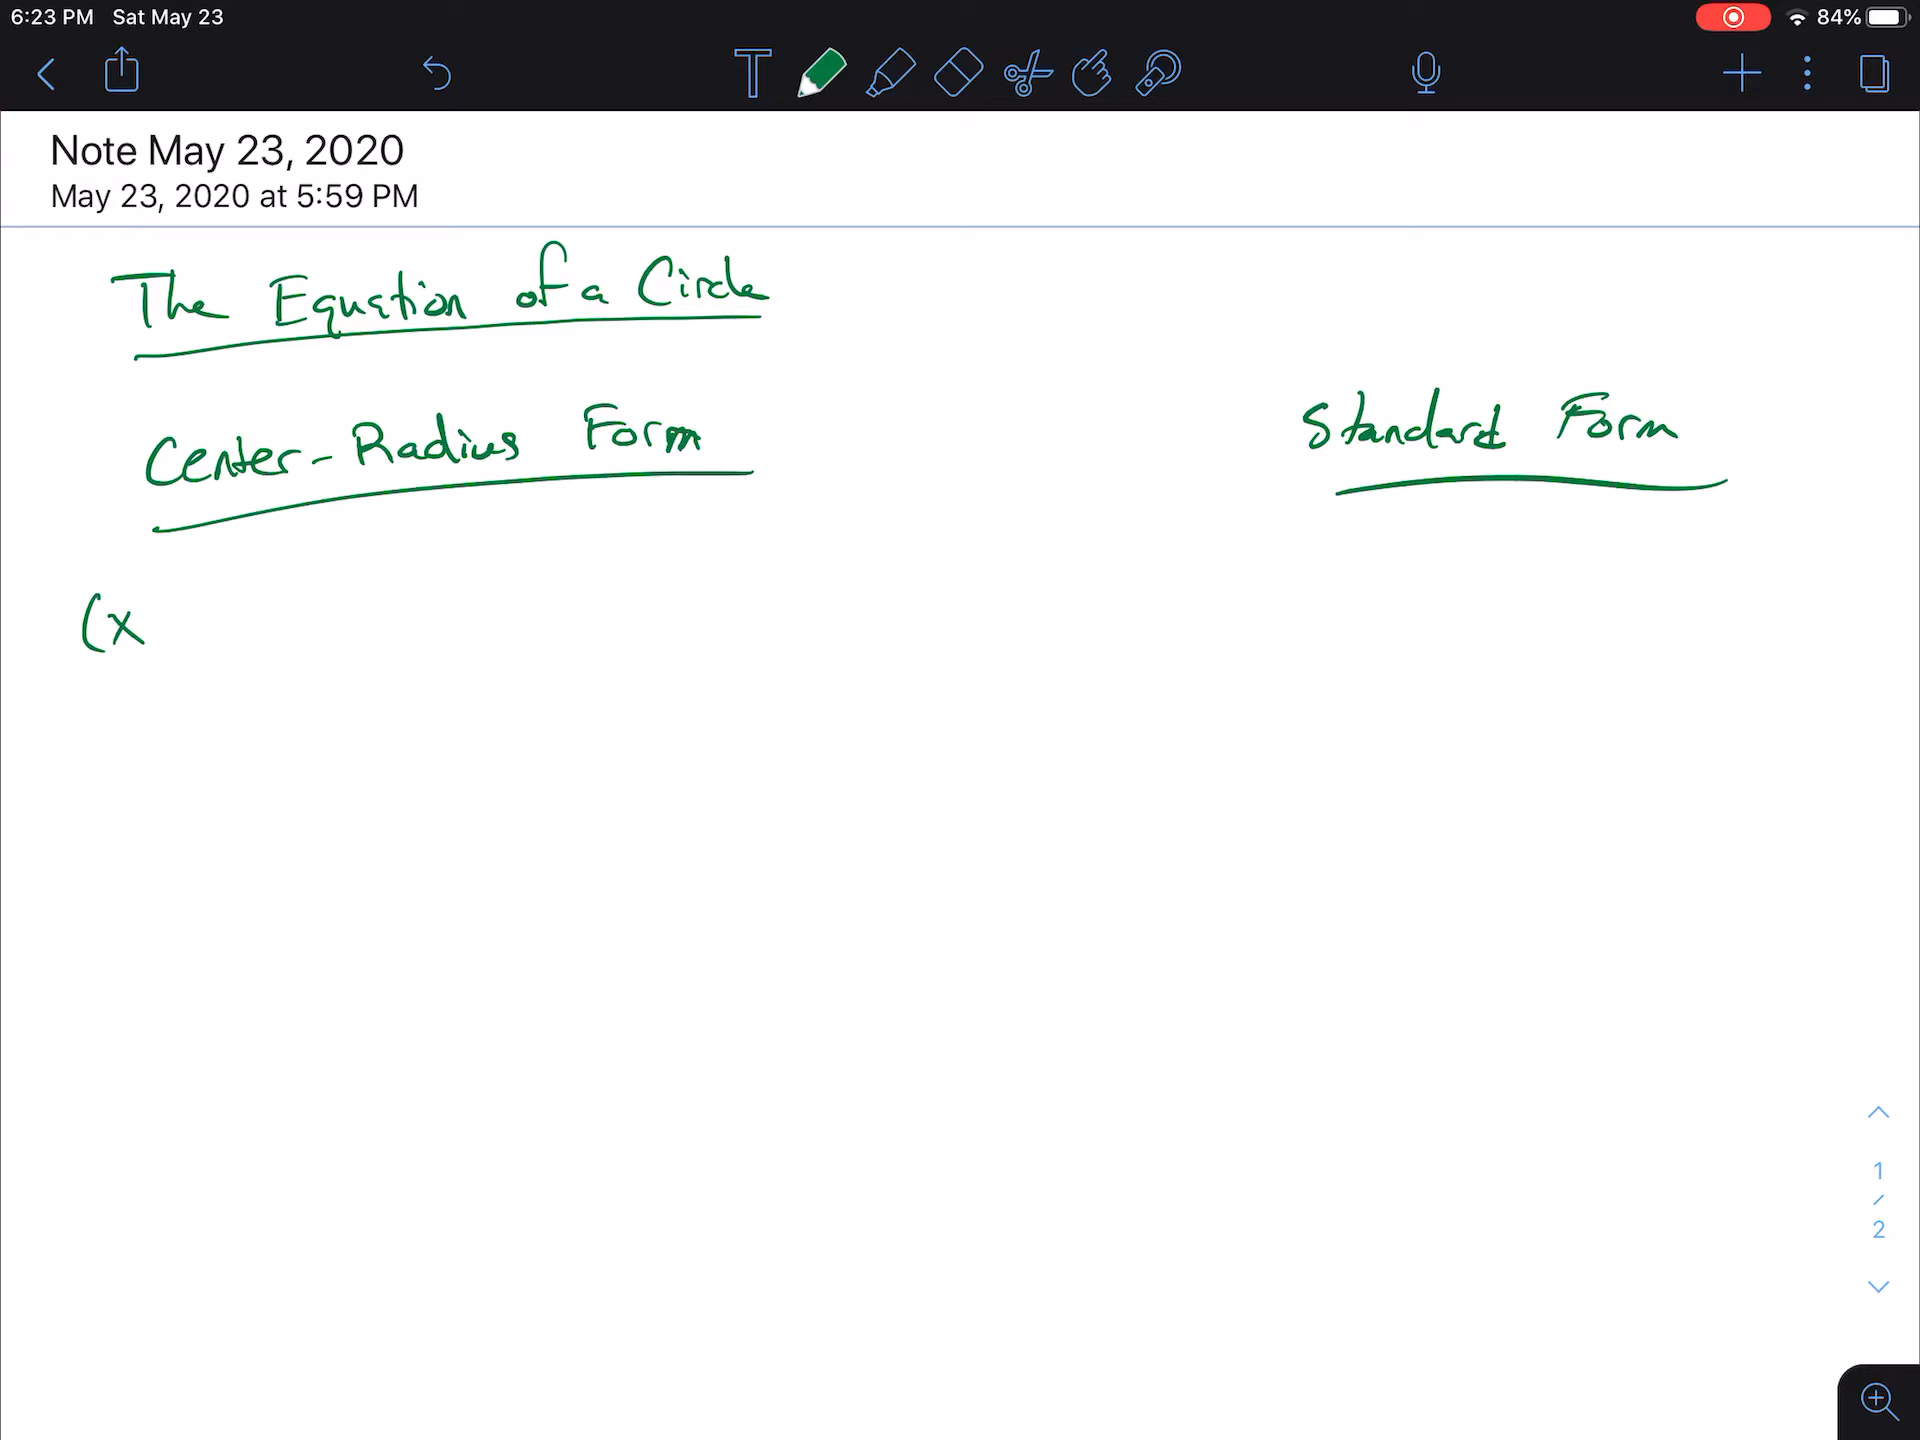 6:23 PM Sat May 23 84%
T
Note May 23, 2020
May 23, 2020 at 5:59 PM
The Equation of a Circle
Center-Radius Form Standard Form
(x
1
/
2